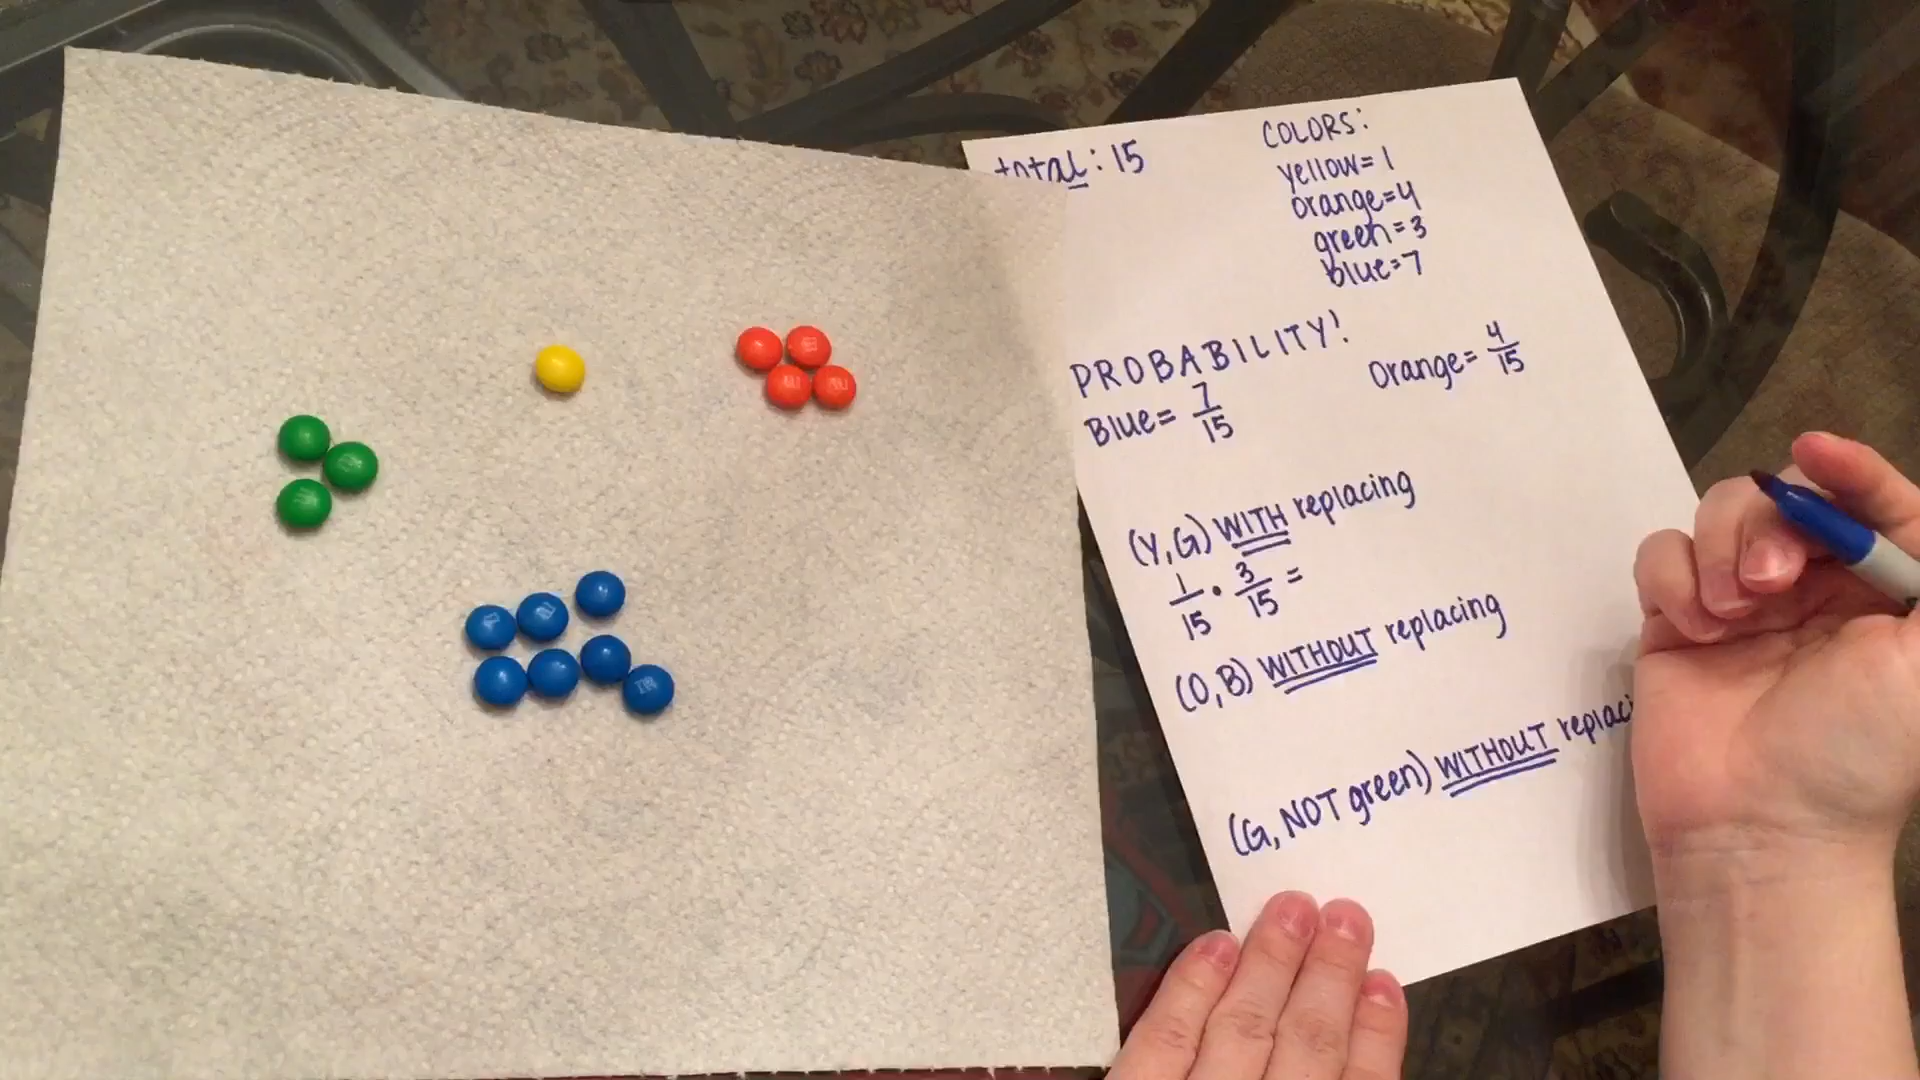 total: 15
COLORS:
yellow= 1
orange=4
green=3
blue=7
PROBABILITY!
Blue= 7/15
Orange= 4/15
(Y,G) WITH replacing
1/15 · 3/15 =
(O,B) WITHOUT replacing
(G, NOT green) WITHOUT replaci